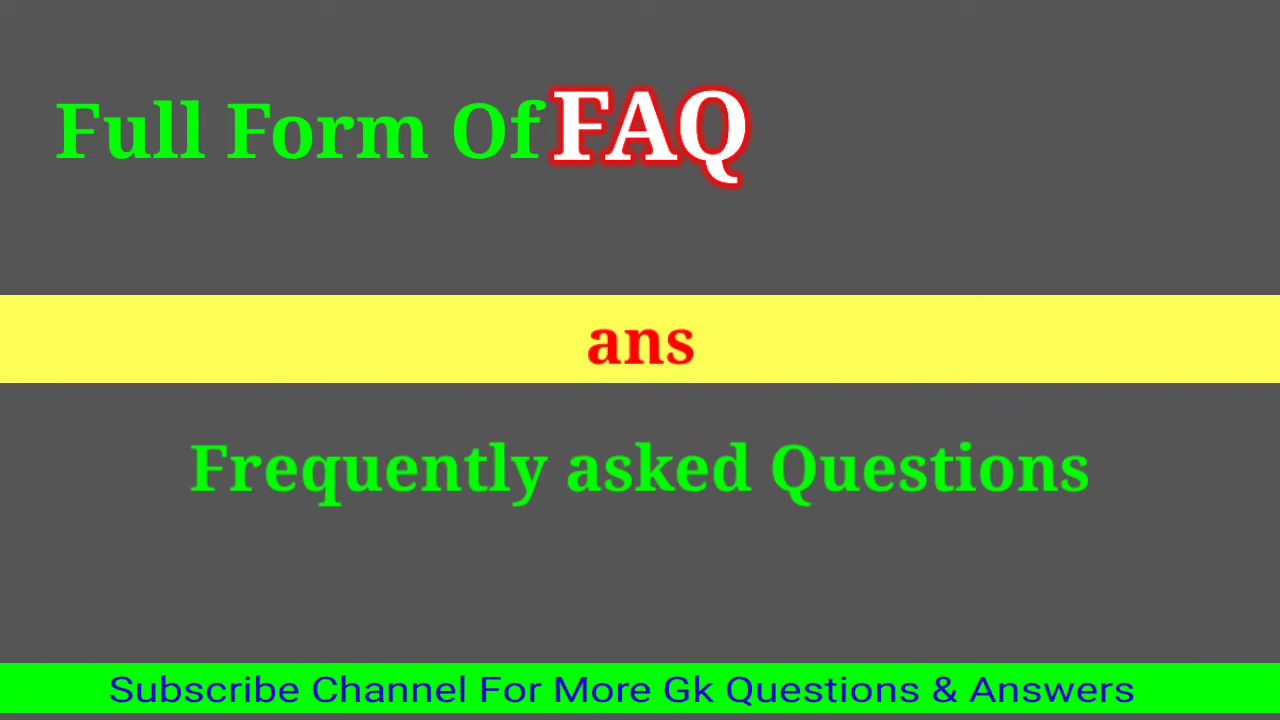 Full Form Of FAQ
ans
Frequently asked Questions
Subscribe Channel For More Gk Questions & Answers